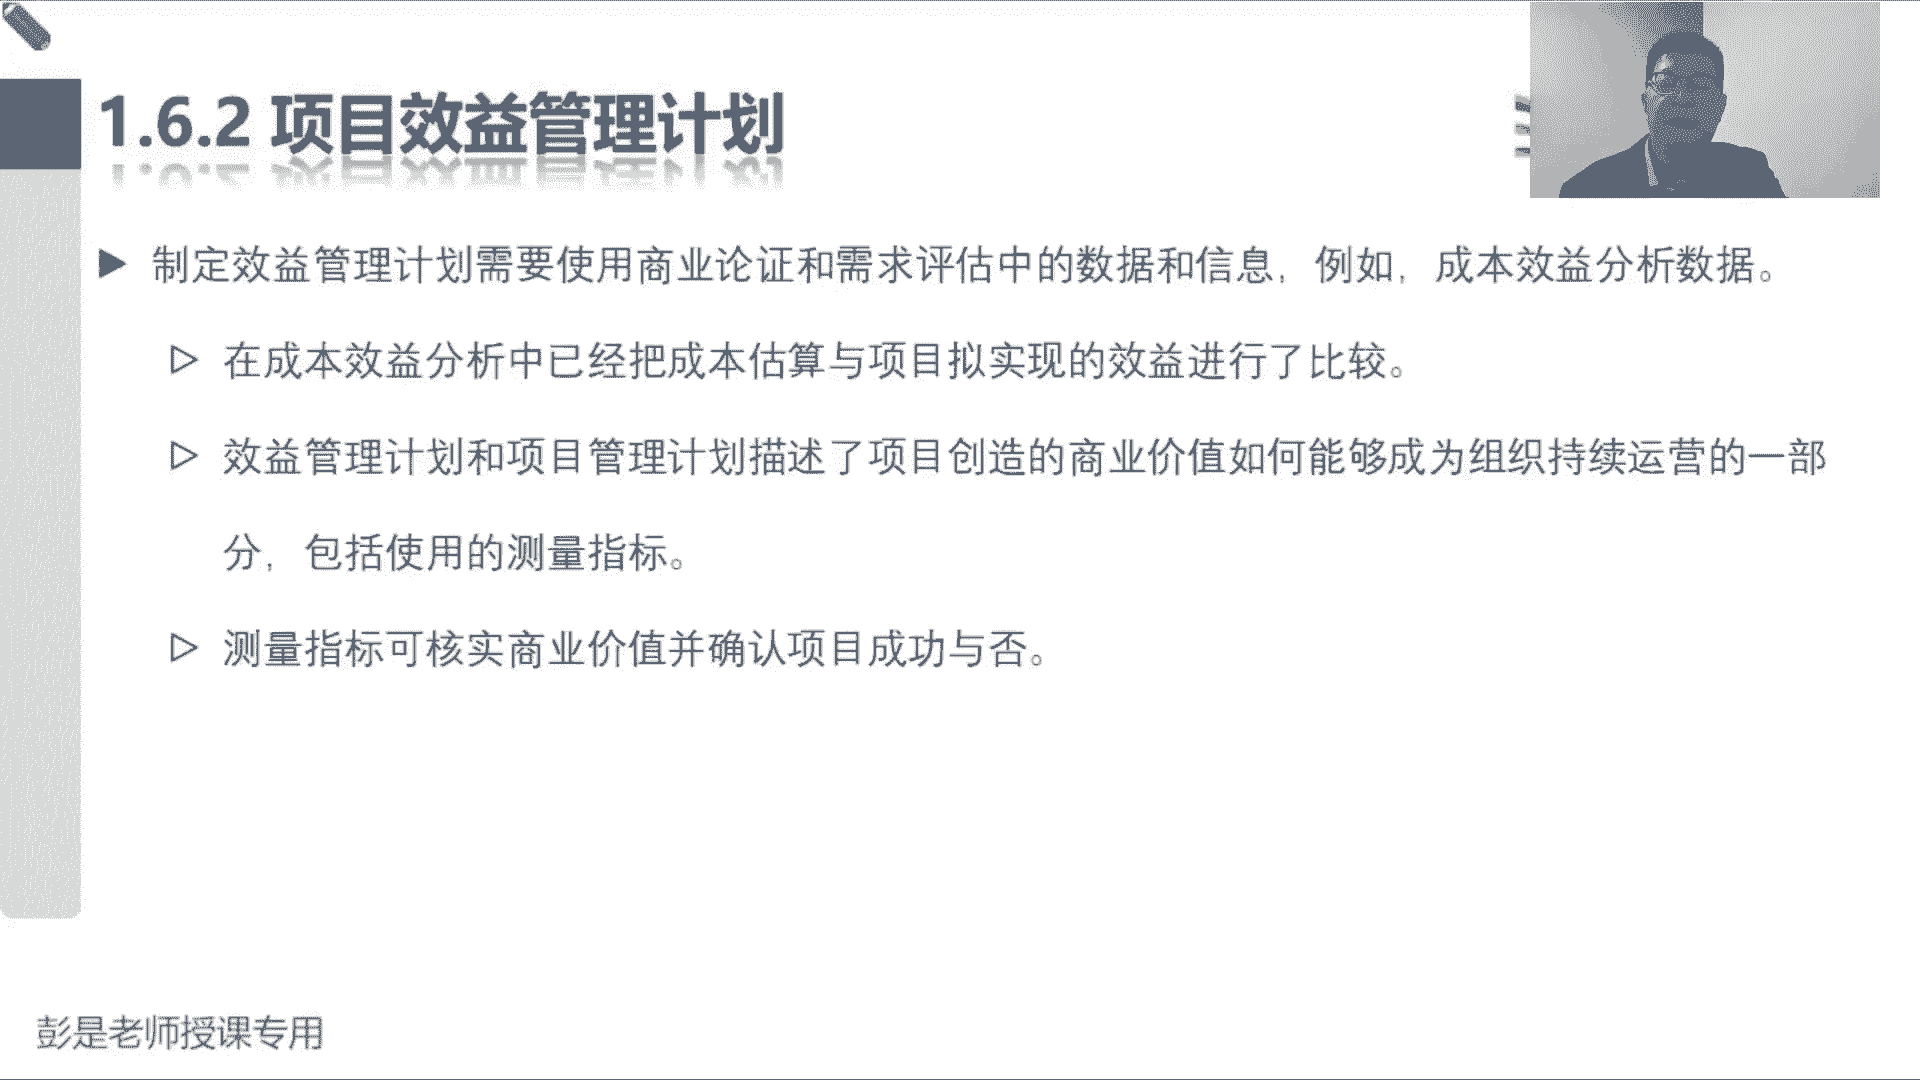 1.6.2 项目效益管理计划
制定效益管理计划需要使用商业论证和需求评估中的数据和信息，例如，成本效益分析数据。
在成本效益分析中已经把成本估算与项目拟实现的效益进行了比较。
效益管理计划和项目管理计划描述了项目创造的商业价值如何能够成为组织持续运营的一部
分，包括使用的测量指标。
测量指标可核实商业价值并确认项目成功与否。
彭是老师授课专用